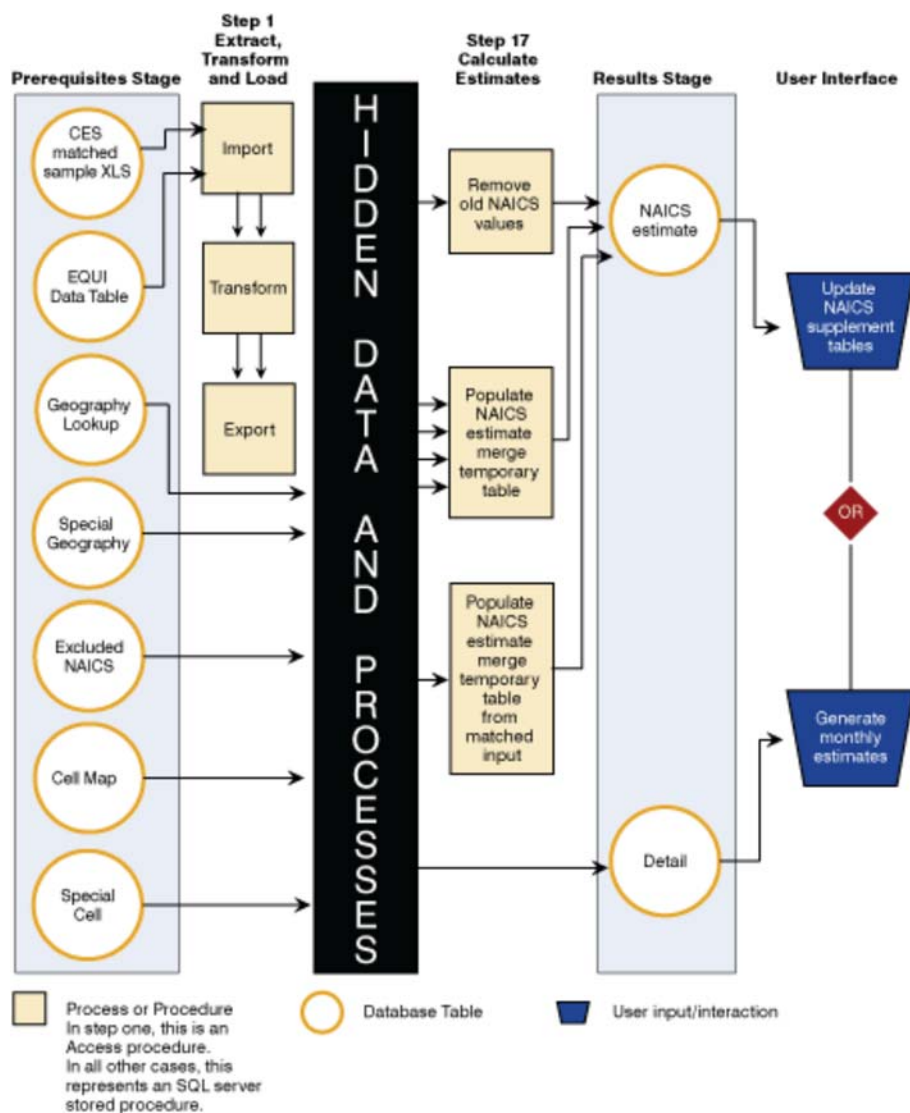 Prerequisites Stage
Step 1
Extract,
Transform
and Load
Step 17
Calculate
Estimates
Results Stage
User Interface
CES
matched
sample XLS
EQUI
Data Table
Geography
Lookup
Special
Geography
Excluded
NAICS
Cell Map
Special
Cell
Import
Transform
Export
HIDDEN DATA AND PROCESSES
Remove
old NAICS
values
Populate
NAICS
estimate
merge
temporary
table
Populate
NAICS
estimate
merge
temporary
table
from
matched
input
NAICS
estimate
Detail
Update
NAICS
supplement
tables
OR
Generate
monthly
estimates
Process or Procedure
In step one, this is an
Access procedure.
In all other cases, this
represents an SQL server
stored procedure.
Database Table
User input/interaction